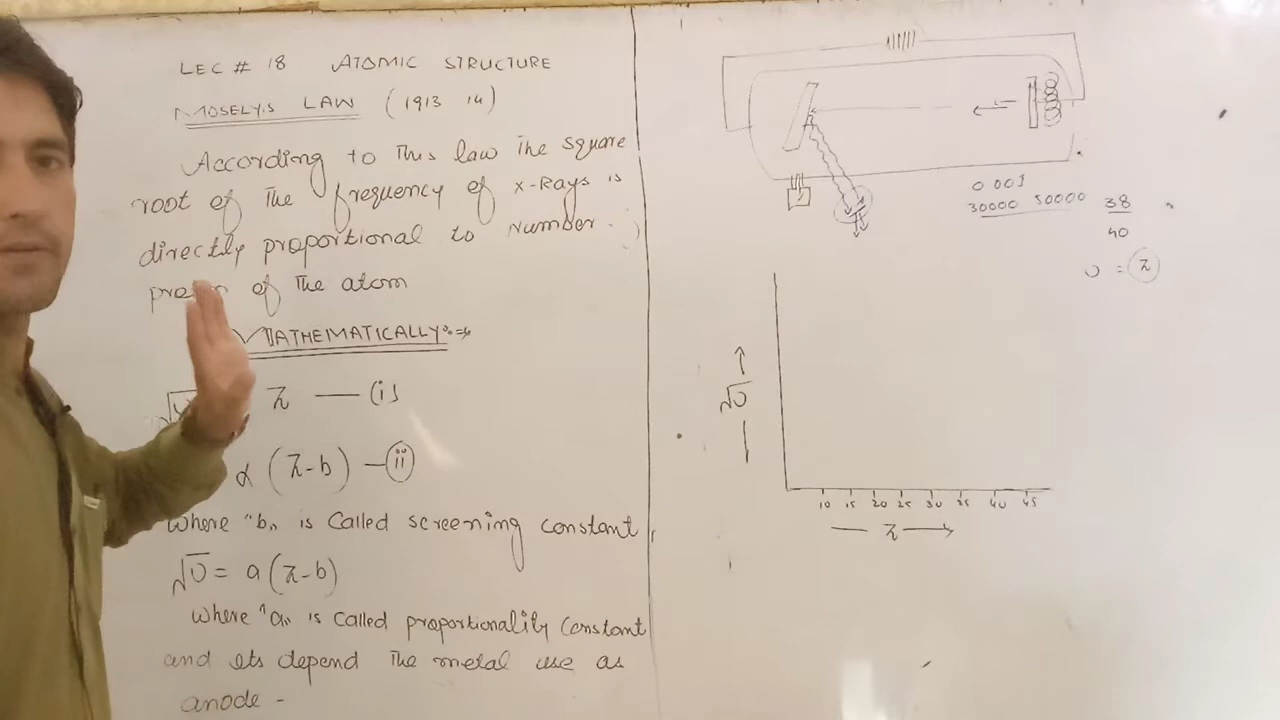 LEC # 18 ATOMIC STRUCTURE
MOSELYIS LAW (1913 14)
According to This law The square
root of The frequency of X-Rays is
directly proportional to Number.
of The atom
MATHEMATICALLY:→
Z — (i)
α (Z-b) — (ii)
where "b" is Called screening constant
√υ = a (Z-b)
where "a" is called proportionality Constant
and its depend The metal use as
anode -
0 001
30000 50000
38
40
υ = Z
√υ
10 15 20 25 30 35 40 45
— Z →